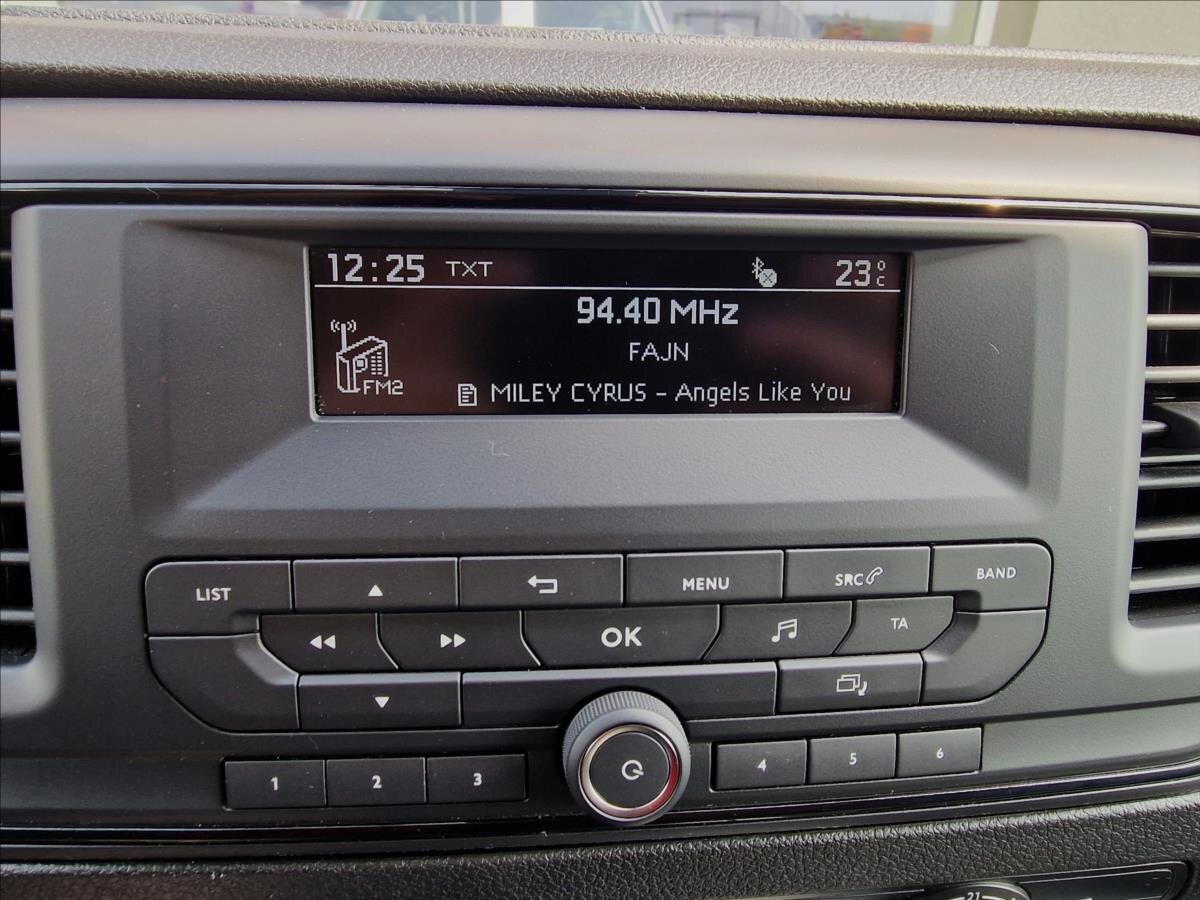 12:25 TXT 23°C
94.40 MHz
FAJN
FM2
MILEY CYRUS - Angels Like You
LIST MENU SRC BAND
OK TA
1 2 3 4 5 6
21